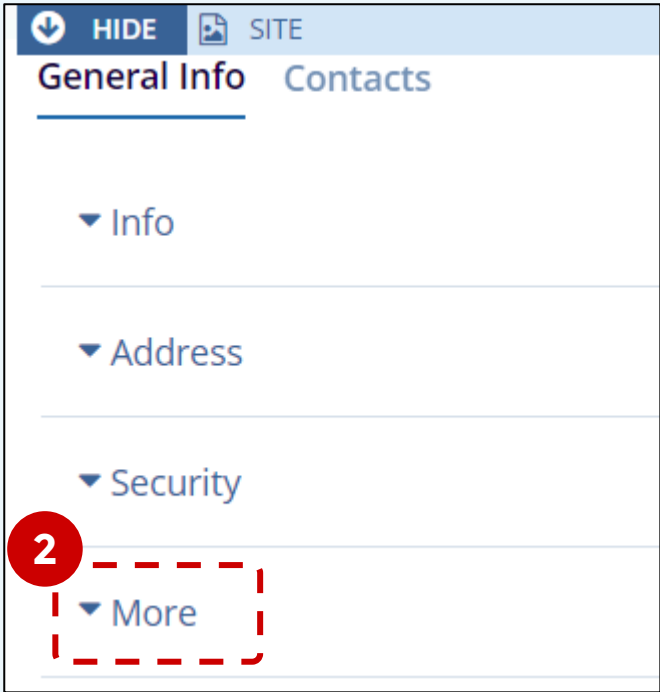 HIDE SITE
General Info Contacts
Info
Address
Security
2
More